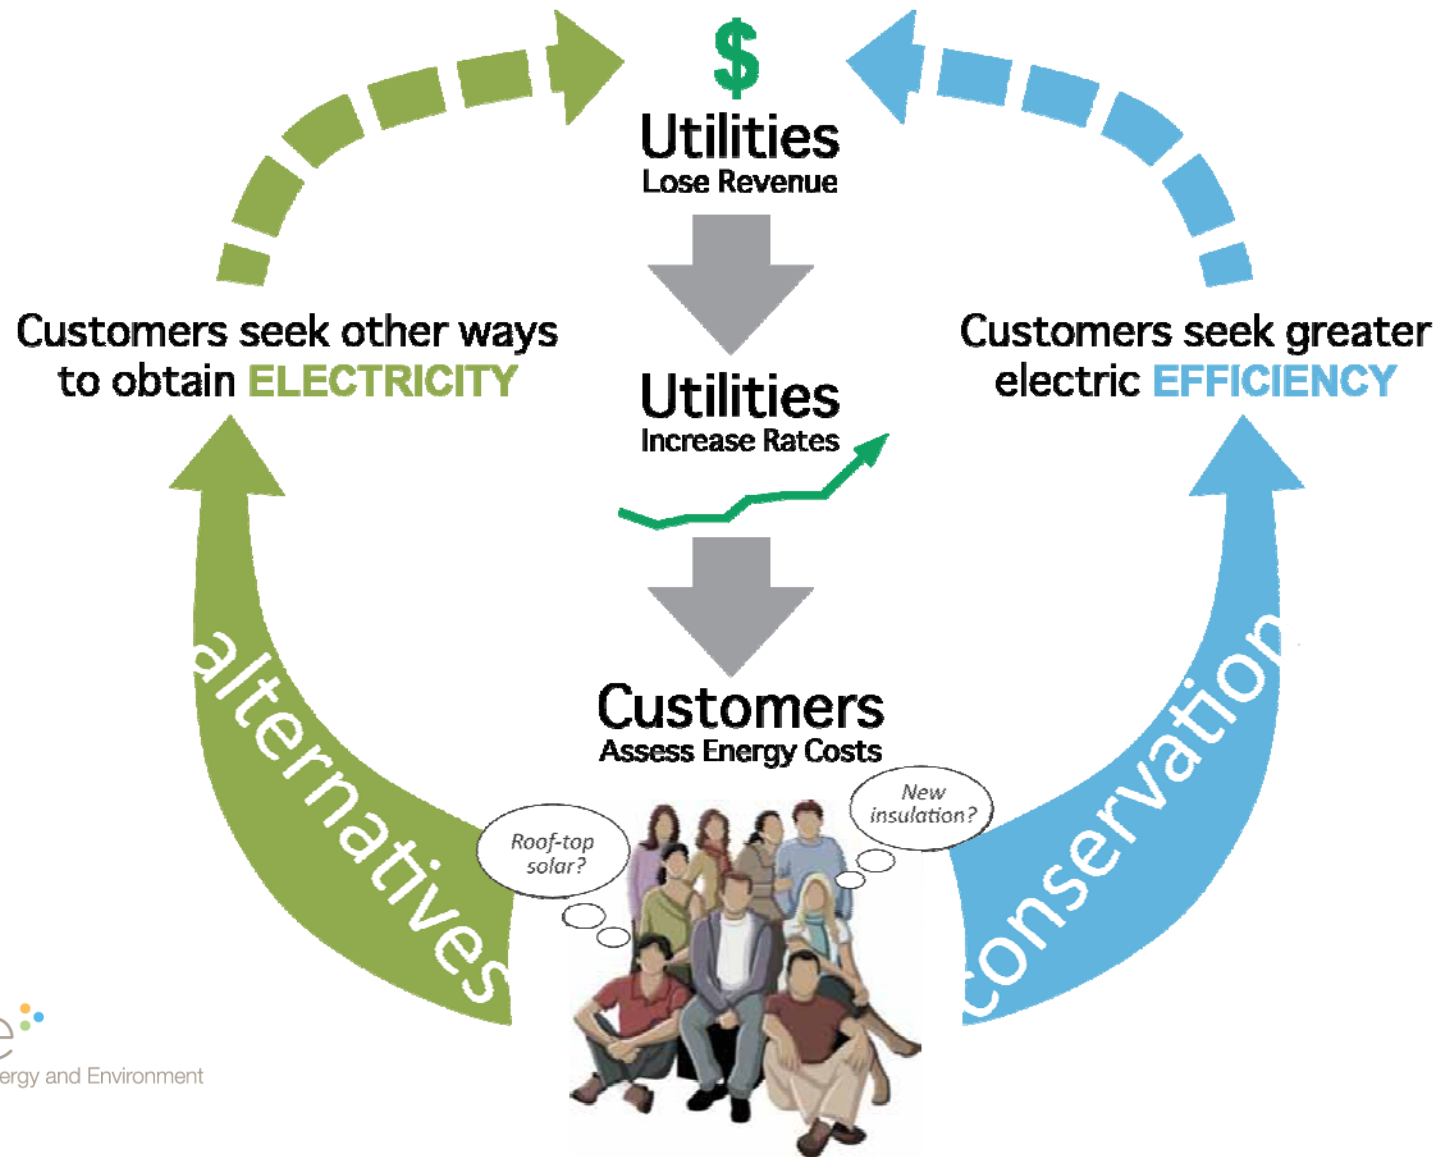 $
Utilities
Lose Revenue
Customers seek other ways
to obtain ELECTRICITY
Customers seek greater
electric EFFICIENCY
Utilities
Increase Rates
alternatives
conservation
Customers
Assess Energy Costs
Roof-top
solar?
New
insulation?
e
ergy and Environment